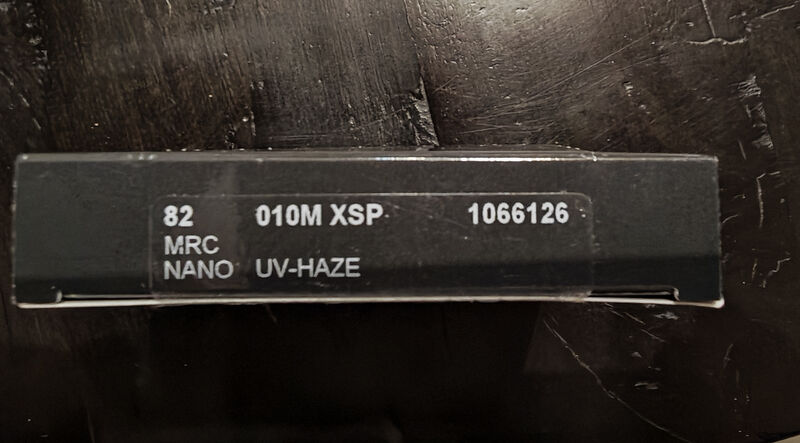 82 010M XSP 1066126
MRC
NANO UV-HAZE